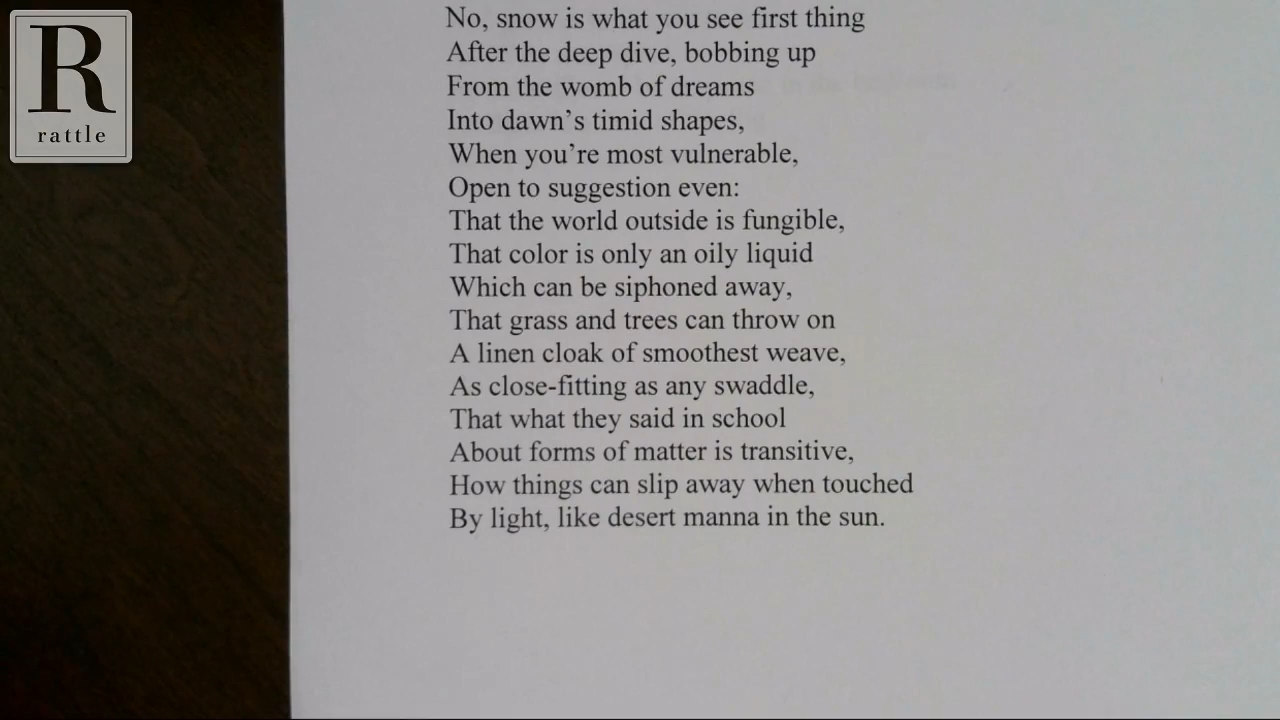 R
rattle
No, snow is what you see first thing
After the deep dive, bobbing up
From the womb of dreams
Into dawn's timid shapes,
When you're most vulnerable,
Open to suggestion even:
That the world outside is fungible,
That color is only an oily liquid
Which can be siphoned away,
That grass and trees can throw on
A linen cloak of smoothest weave,
As close-fitting as any swaddle,
That what they said in school
About forms of matter is transitive,
How things can slip away when touched
By light, like desert manna in the sun.